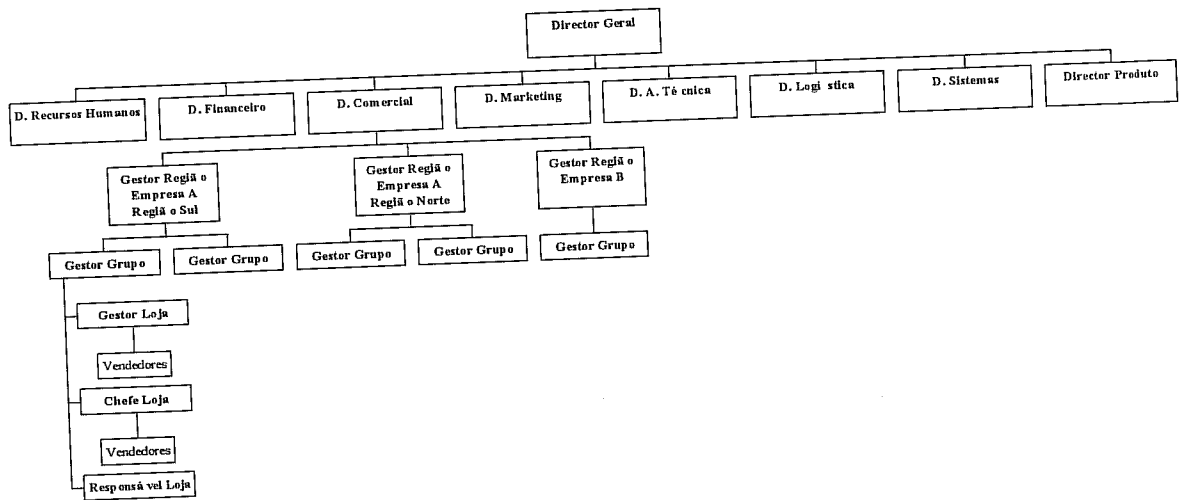 Director Geral
D. Recursos Humanos
D. Financeiro
D. Comercial
D. Marketing
D. A. Té cnica
D. Logi stica
D. Sistemas
Director Produto
Gestor Regiã o
Empresa A
Regiã o Sul
Gestor Regiã o
Empresa A
Regiã o Norte
Gestor Regiã o
Empresa B
Gestor Grupo
Gestor Grupo
Gestor Grupo
Gestor Grupo
Gestor Grupo
Gestor Loja
Vendedores
Chefe Loja
Vendedores
Responsá vel Loja